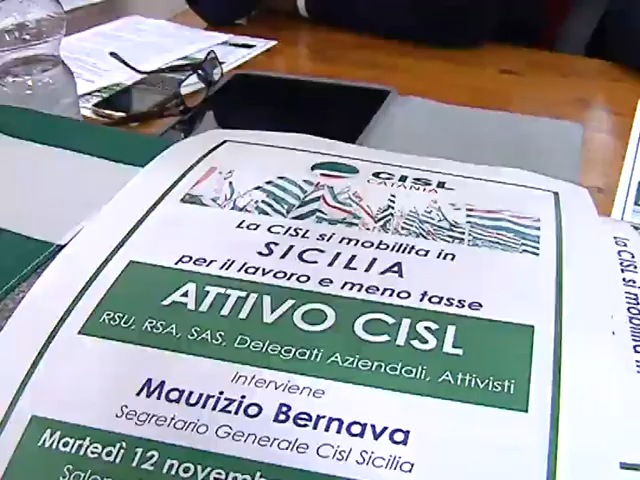 CISL
CATANIA
La CISL si mobilita in
SICILIA
per il lavoro e meno tasse
ATTIVO CISL
RSU, RSA, SAS, Delegati Aziendali, Attivisti
Interviene
Maurizio Bernava
Segretario Generale Cisl Sicilia
Martedì 12 novemb
La CISL si mobilita